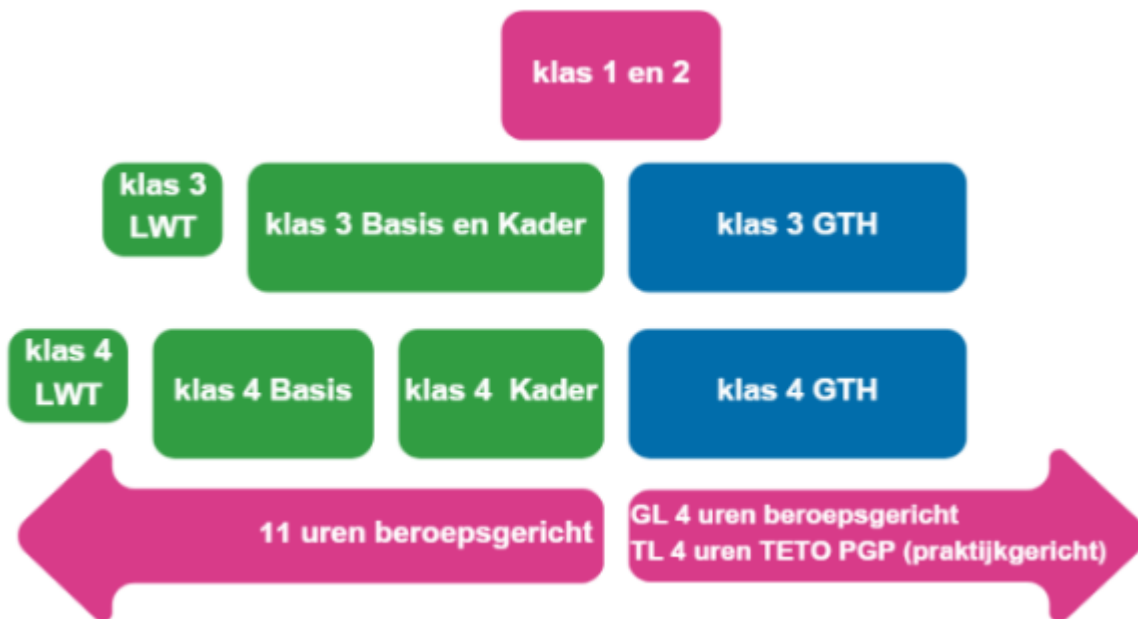 klas 1 en 2
klas 3
LWT
klas 3 Basis en Kader
klas 3 GTH
klas 4
LWT
klas 4 Basis
klas 4 Kader
klas 4 GTH
11 uren beroepsgericht
GL 4 uren beroepsgericht
TL 4 uren TETO PGP (praktijkgericht)